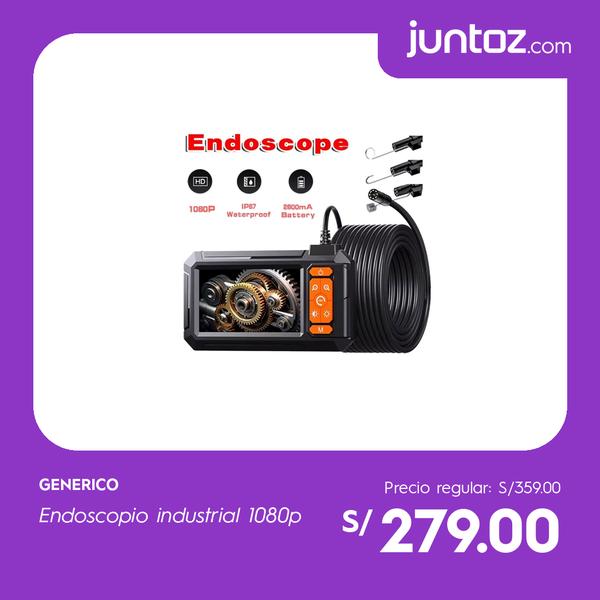 juntoz.com
Endoscope
HD
1080P
IP67
Waterproof
2600mA
Battery
M
GENERICO
Endoscopio industrial 1080p
Precio regular: S/359.00
S/279.00